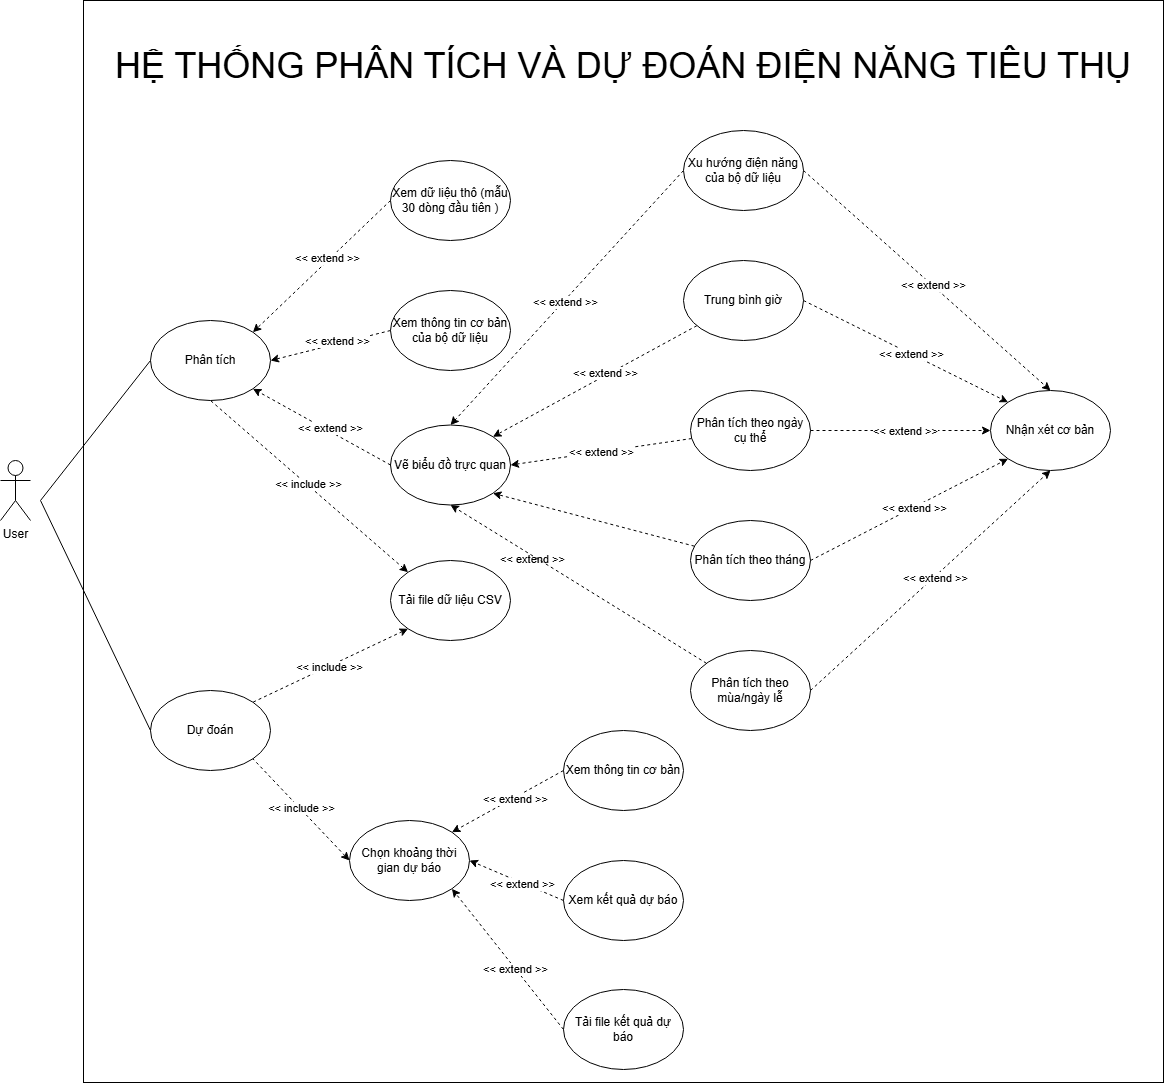 HỆ THỐNG PHÂN TÍCH VÀ DỰ ĐOÁN ĐIỆN NĂNG TIÊU THỤ
Xu hướng điện năng
của bộ dữ liệu
Xem dữ liệu thô (mẫu
30 dòng đầu tiên )
<< extend >>
<< extend >>
Trung bình giờ
<< extend >>
Xem thông tin cơ bản
của bộ dữ liệu
<< extend >>
<< extend >>
Phân tích
<< extend >>
Phân tích theo ngày
cụ thể
<< extend >>
<< extend >>
Nhận xét cơ bản
<< extend >>
Vẽ biểu đồ trực quan
<< include >>
<< extend >>
User
Phân tích theo tháng
<< extend >>
<< extend >>
Tải file dữ liệu CSV
<< include >>
Phân tích theo
mùa/ngày lễ
Dự đoán
Xem thông tin cơ bản
<< include >>
<< extend >>
Chọn khoảng thời
gian dự báo
<< extend >>
Xem kết quả dự báo
<< extend >>
Tải file kết quả dự
báo